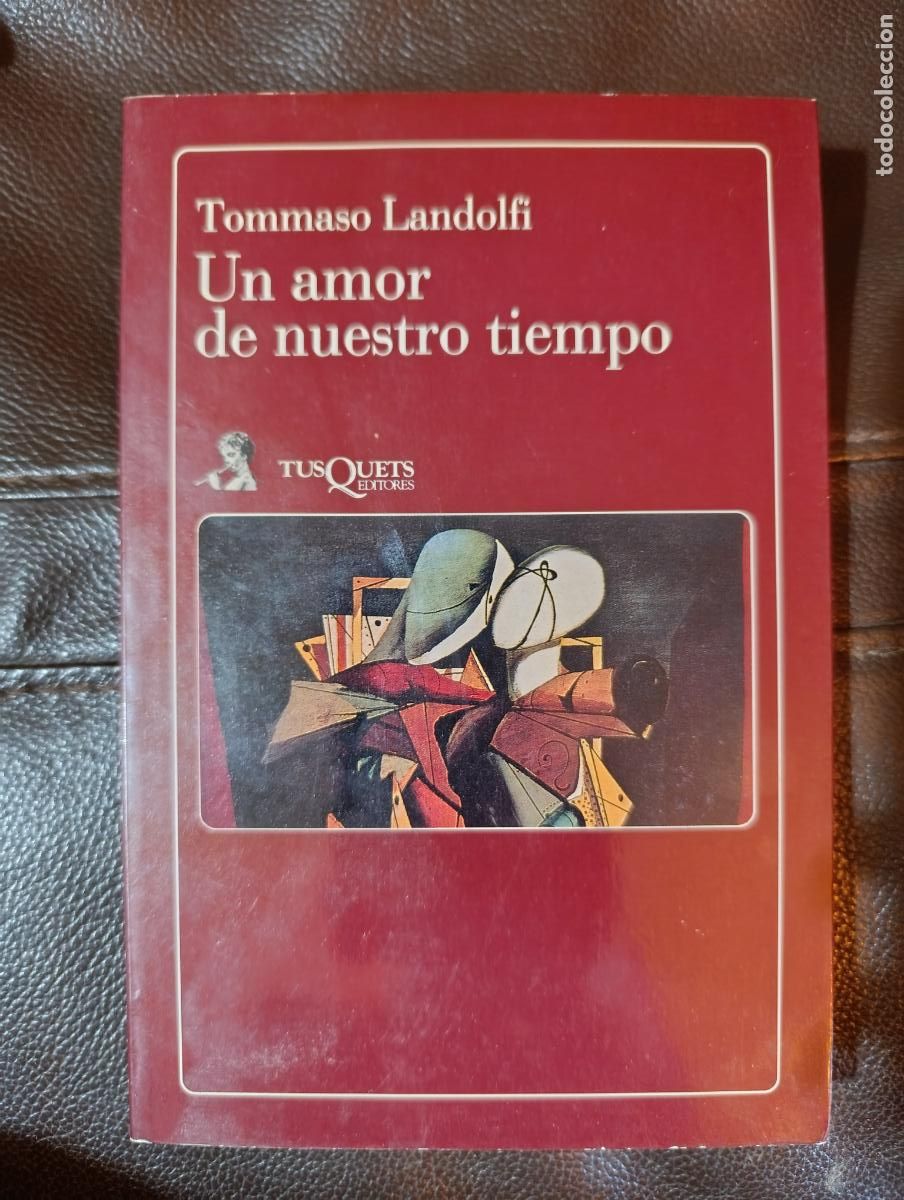 todocoleccion
Tommaso Landolfi
Un amor
de nuestro tiempo
TUSQUETS
EDITORES